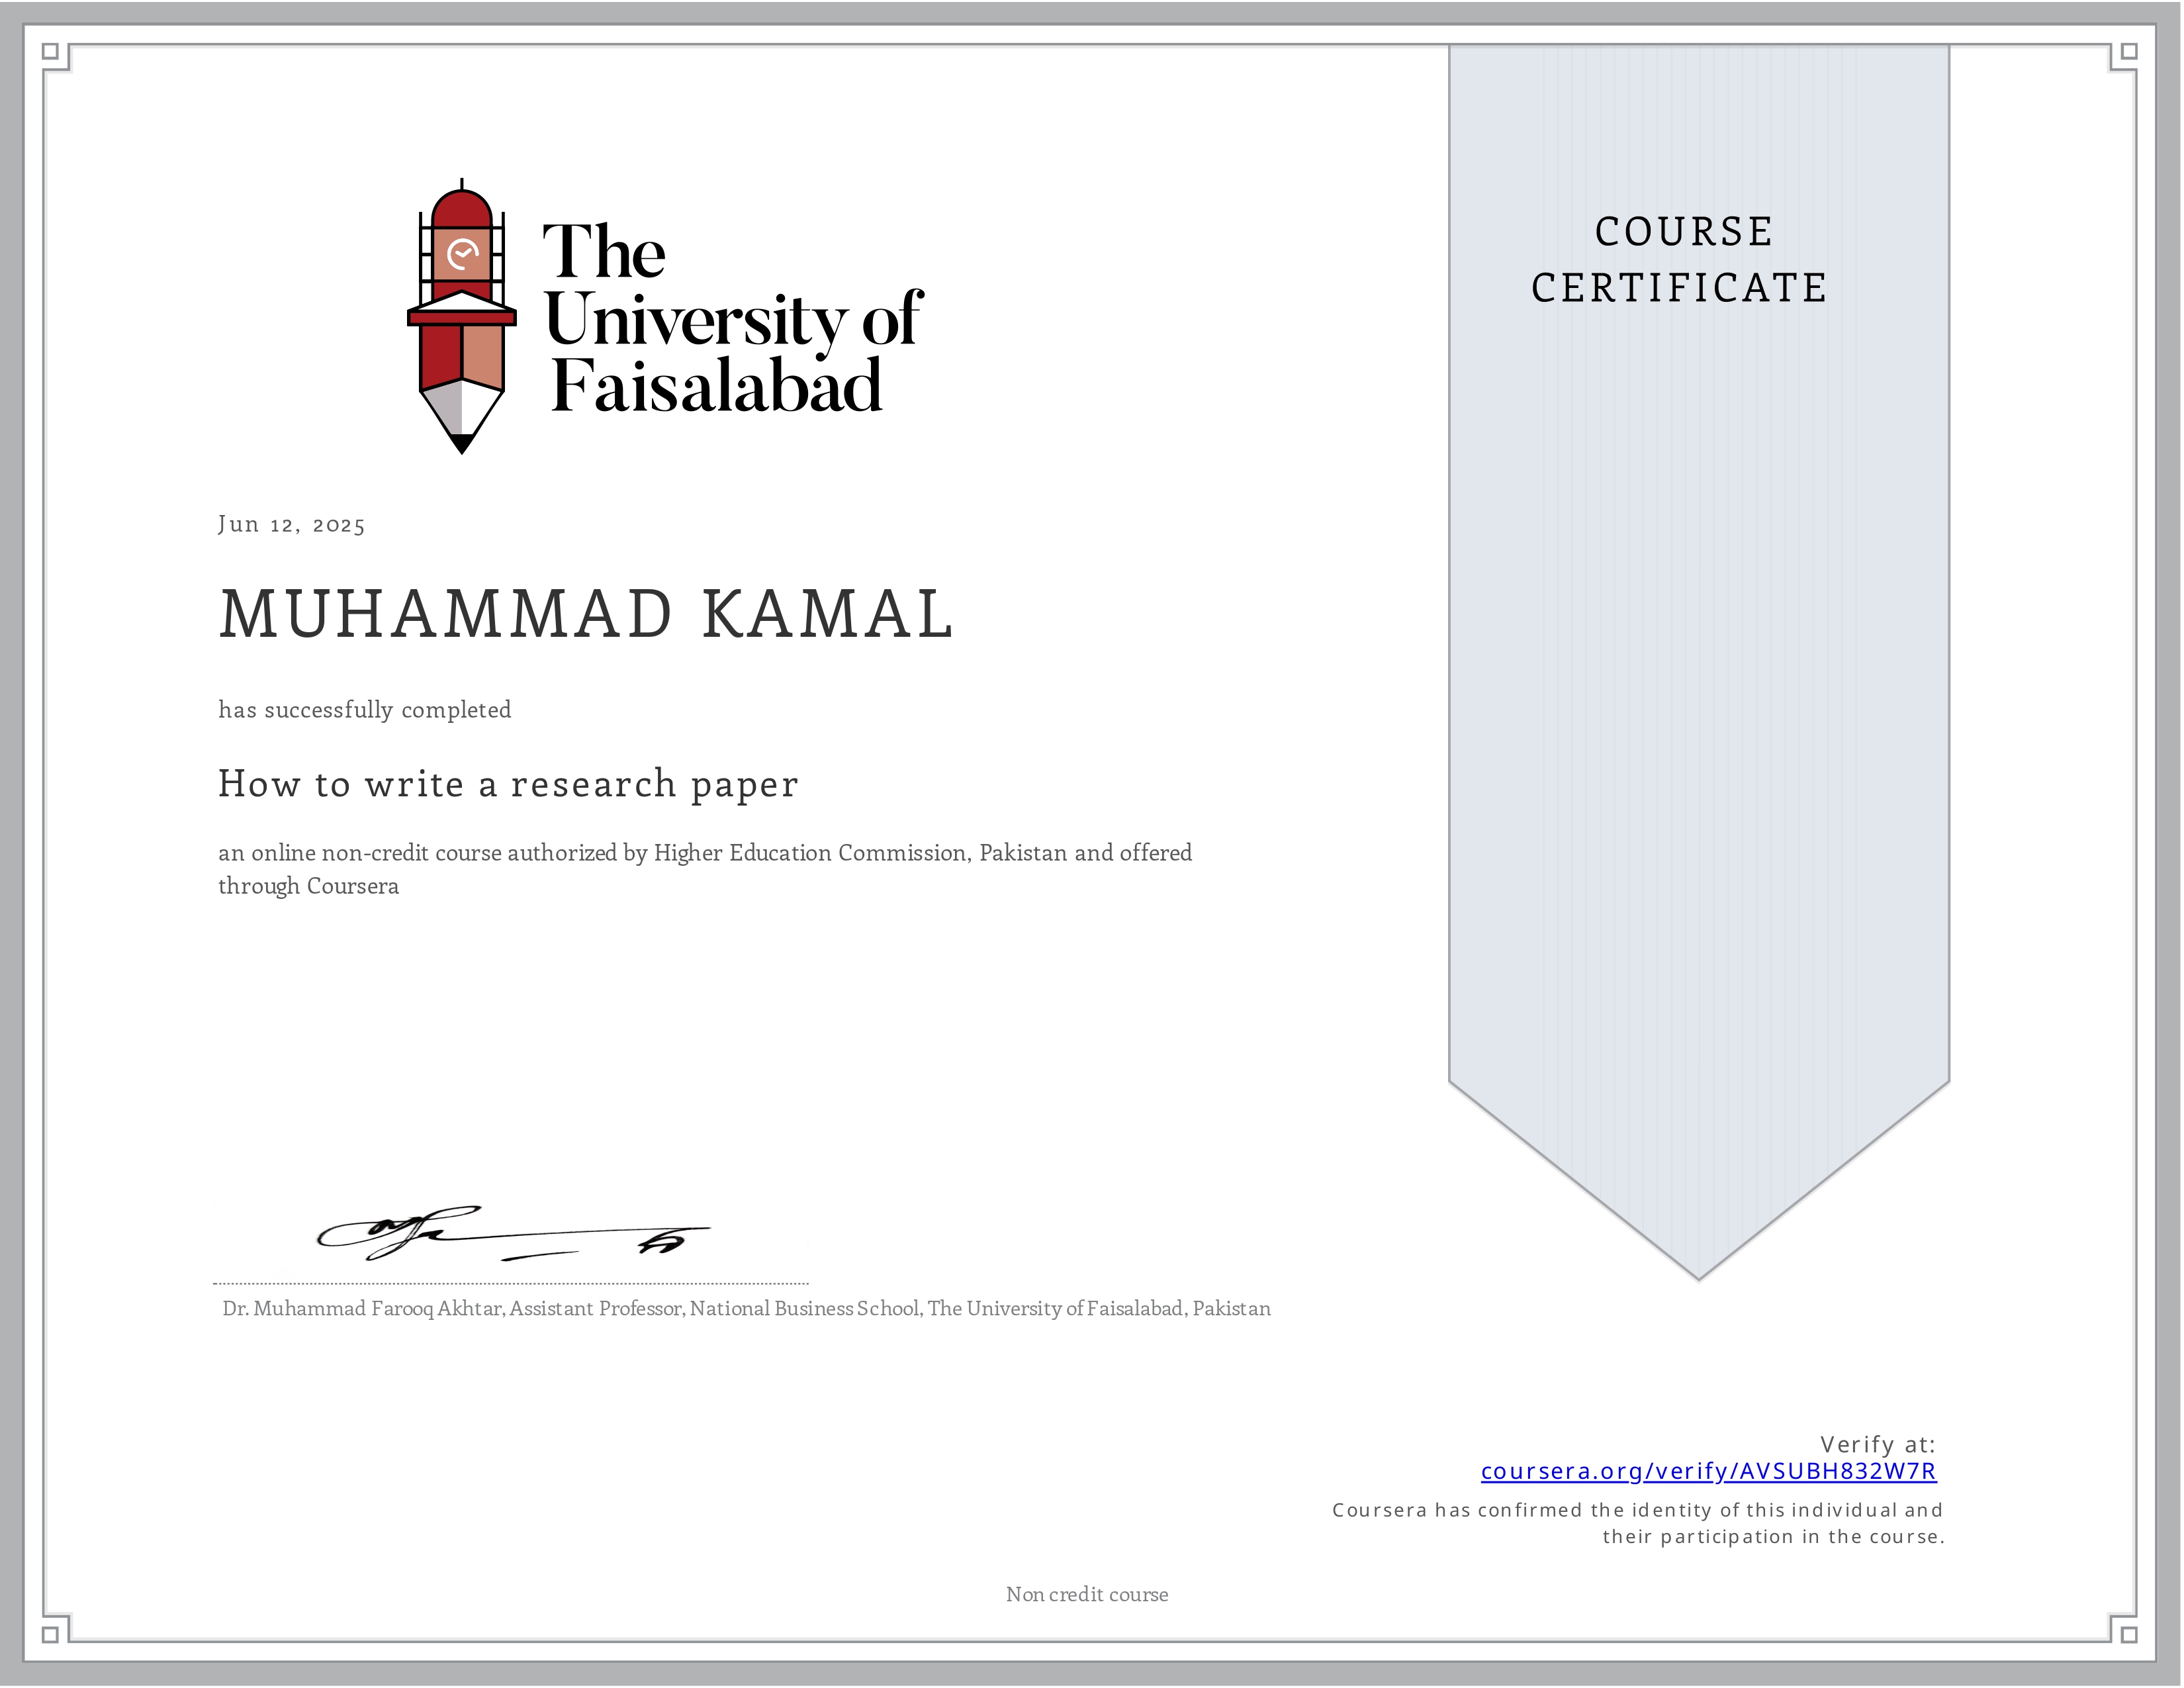 The
University of
Faisalabad
COURSE
CERTIFICATE
Jun 12, 2025
MUHAMMAD KAMAL
has successfully completed
How to write a research paper
an online non-credit course authorized by Higher Education Commission, Pakistan and offered
through Coursera
Dr. Muhammad Farooq Akhtar, Assistant Professor, National Business School, The University of Faisalabad, Pakistan
Verify at:
coursera.org/verify/AVSUBH832W7R
Coursera has confirmed the identity of this individual and
their participation in the course.
Non credit course